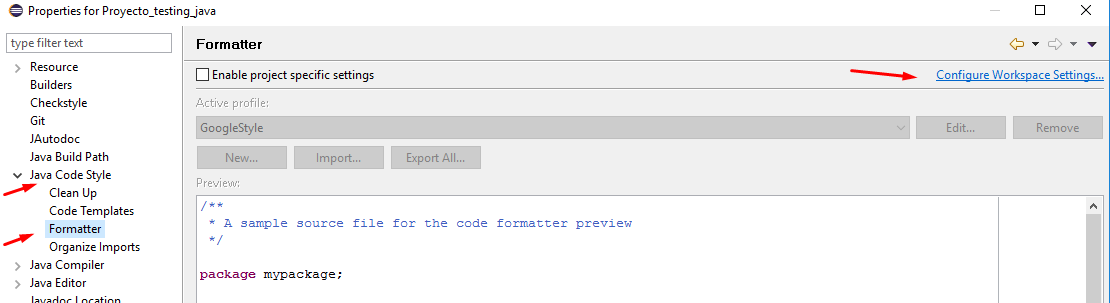 Properties for Proyecto_testing_java
type filter text
Resource
Builders
Checkstyle
Git
JAutodoc
Java Build Path
Java Code Style
Clean Up
Code Templates
Formatter
Organize Imports
Java Compiler
Java Editor
Javadoc Location
Formatter
Enable project specific settings
Configure Workspace Settings...
Active profile:
GoogleStyle
Edit...
Remove
New...
Import...
Export All...
Preview:
/**
 * A sample source file for the code formatter preview
 */
package mypackage;